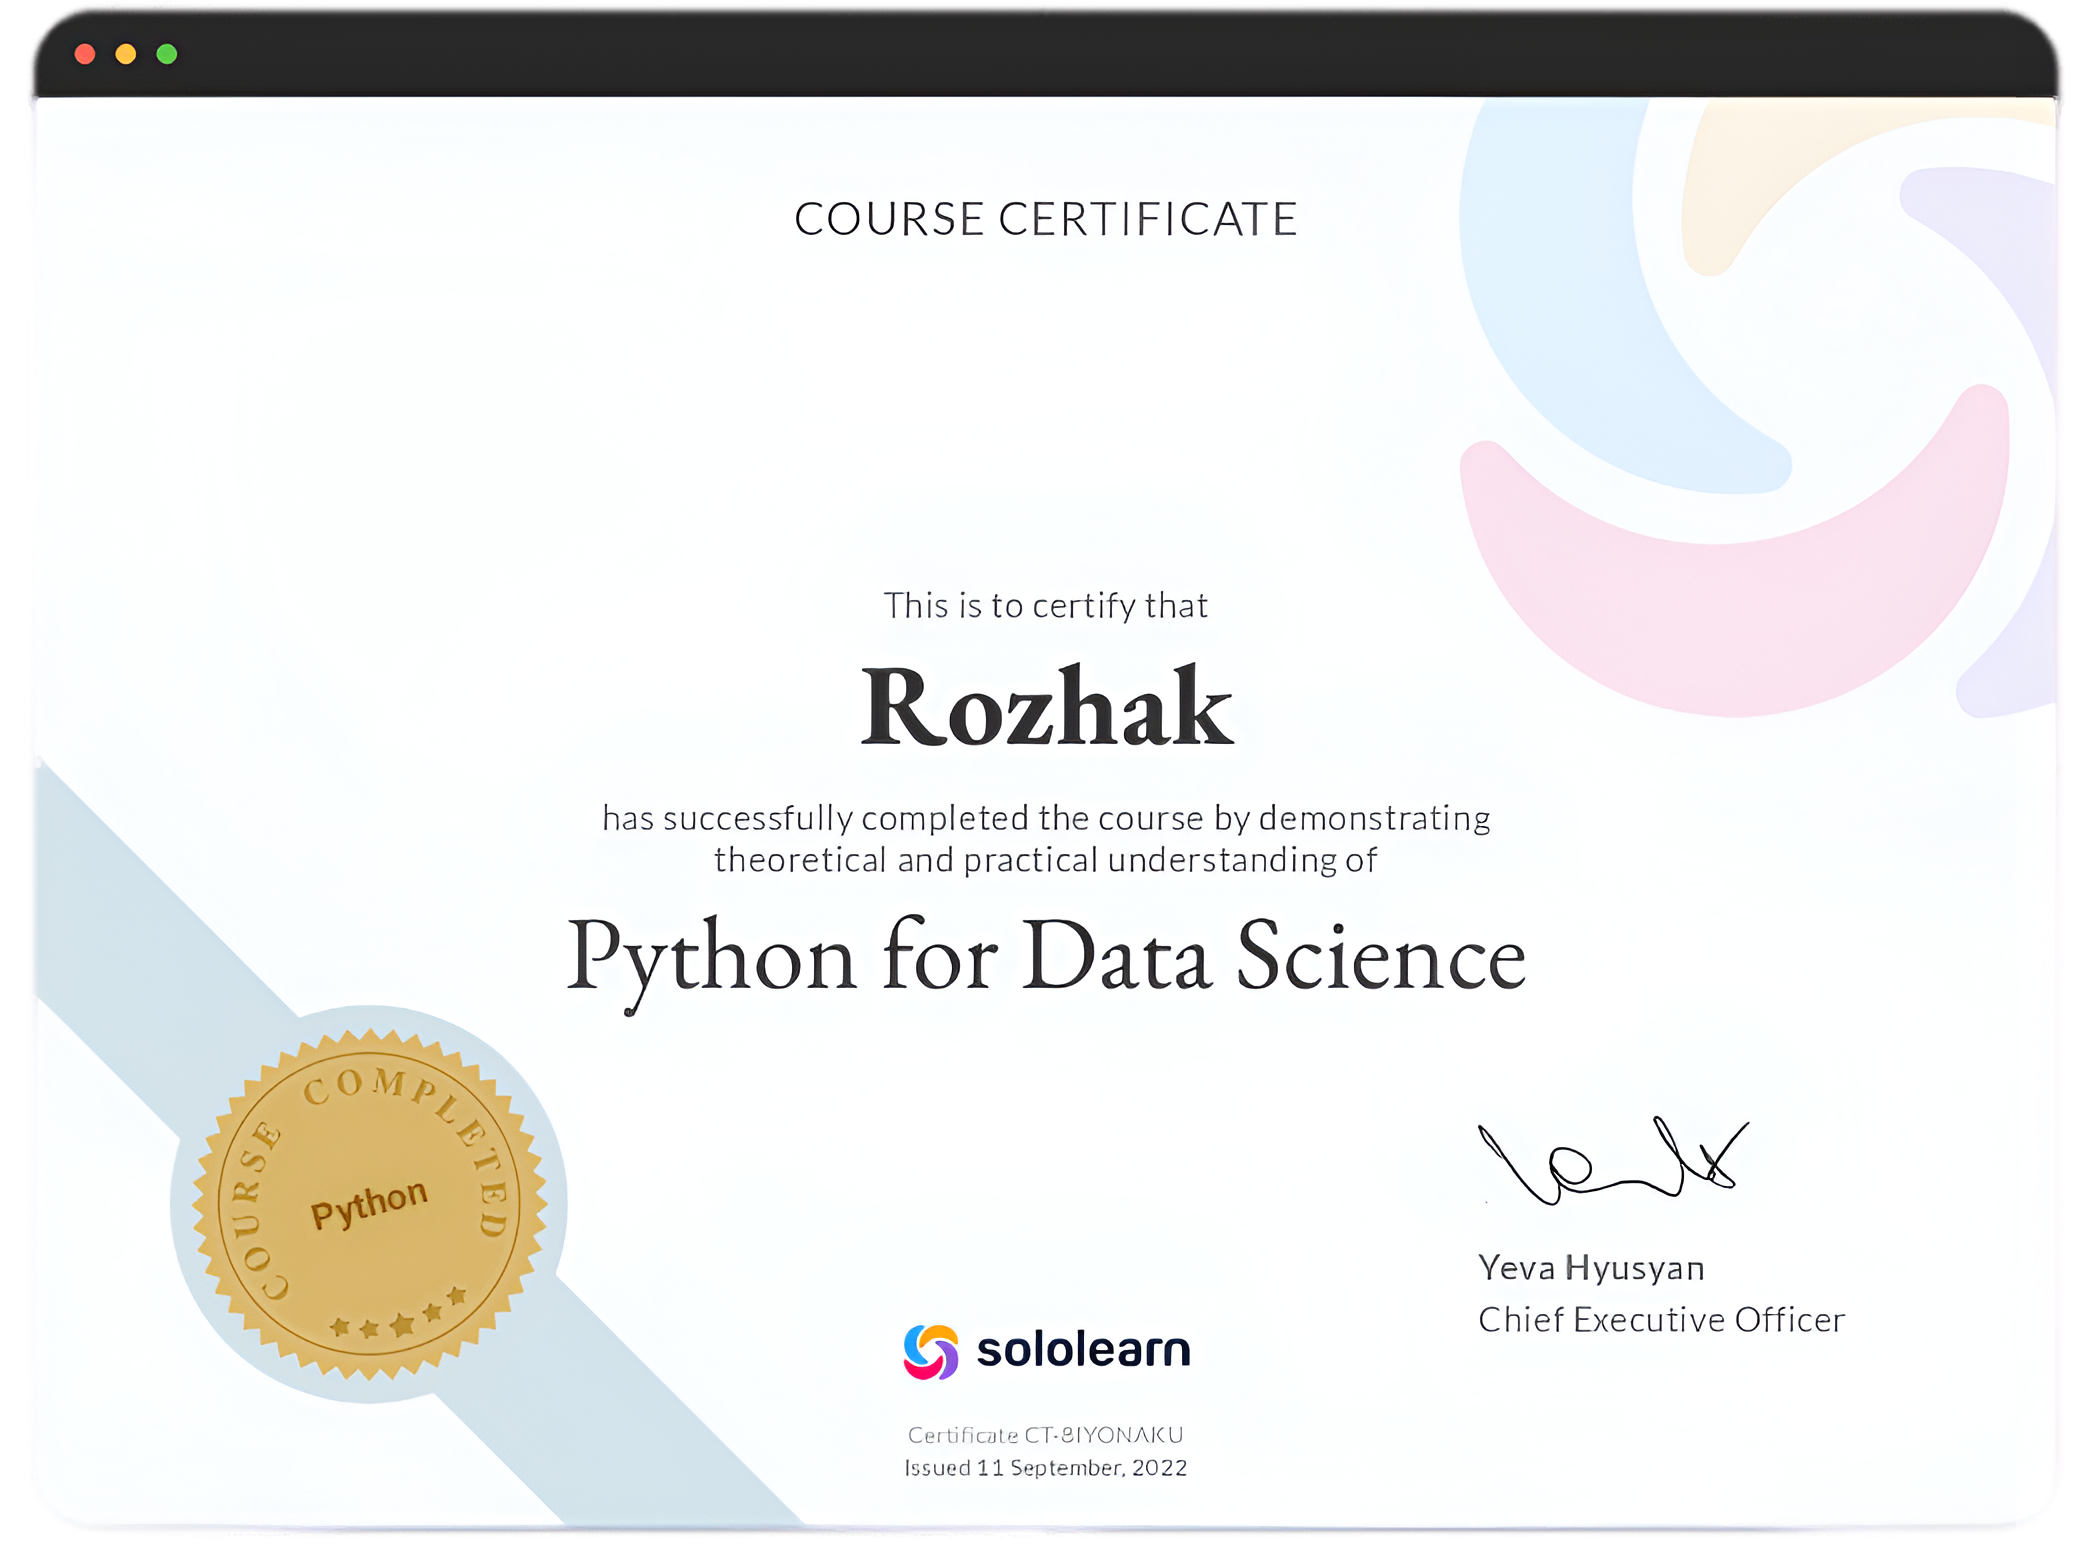 COURSE CERTIFICATE
This is to certify that
Rozhak
has successfully completed the course by demonstrating
theoretical and practical understanding of
Python for Data Science
COURSE COMPLETED
Python
Yeva Hyusyan
Chief Executive Officer
sololearn
Certificate CT-8IYONAKU
Issued 11 September, 2022